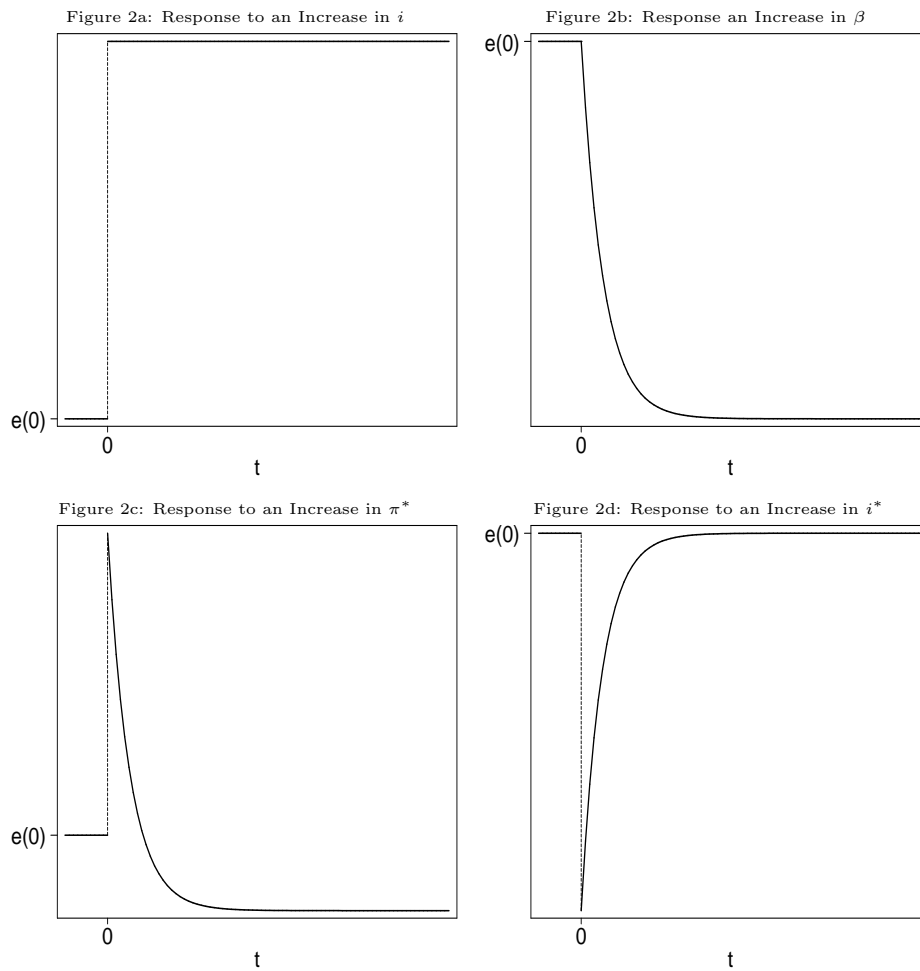 Figure 2a: Response to an Increase in i
e(0)
0
t
Figure 2b: Response an Increase in β
e(0)
0
t
Figure 2c: Response to an Increase in π*
e(0)
0
t
Figure 2d: Response to an Increase in i*
e(0)
0
t